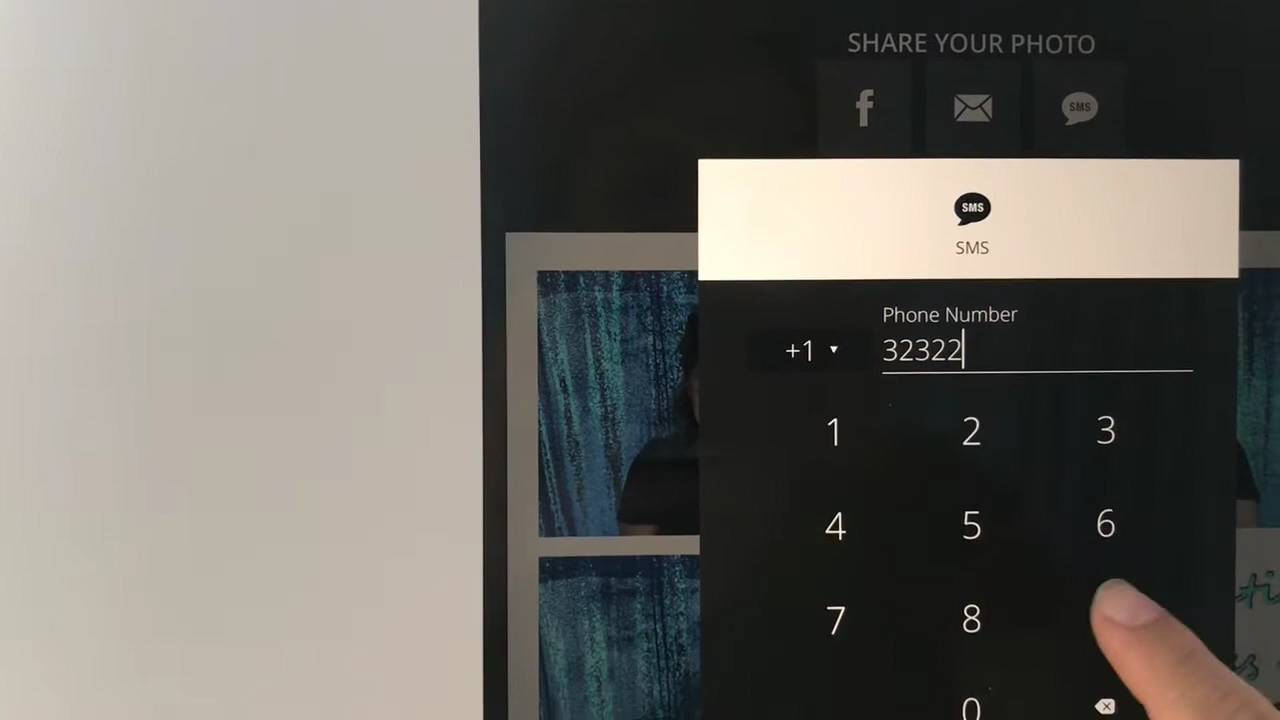 SHARE YOUR PHOTO
f
SMS
SMS
SMS
Phone Number
+1 ▼ 32322
1 2 3
4 5 6
7 8
0